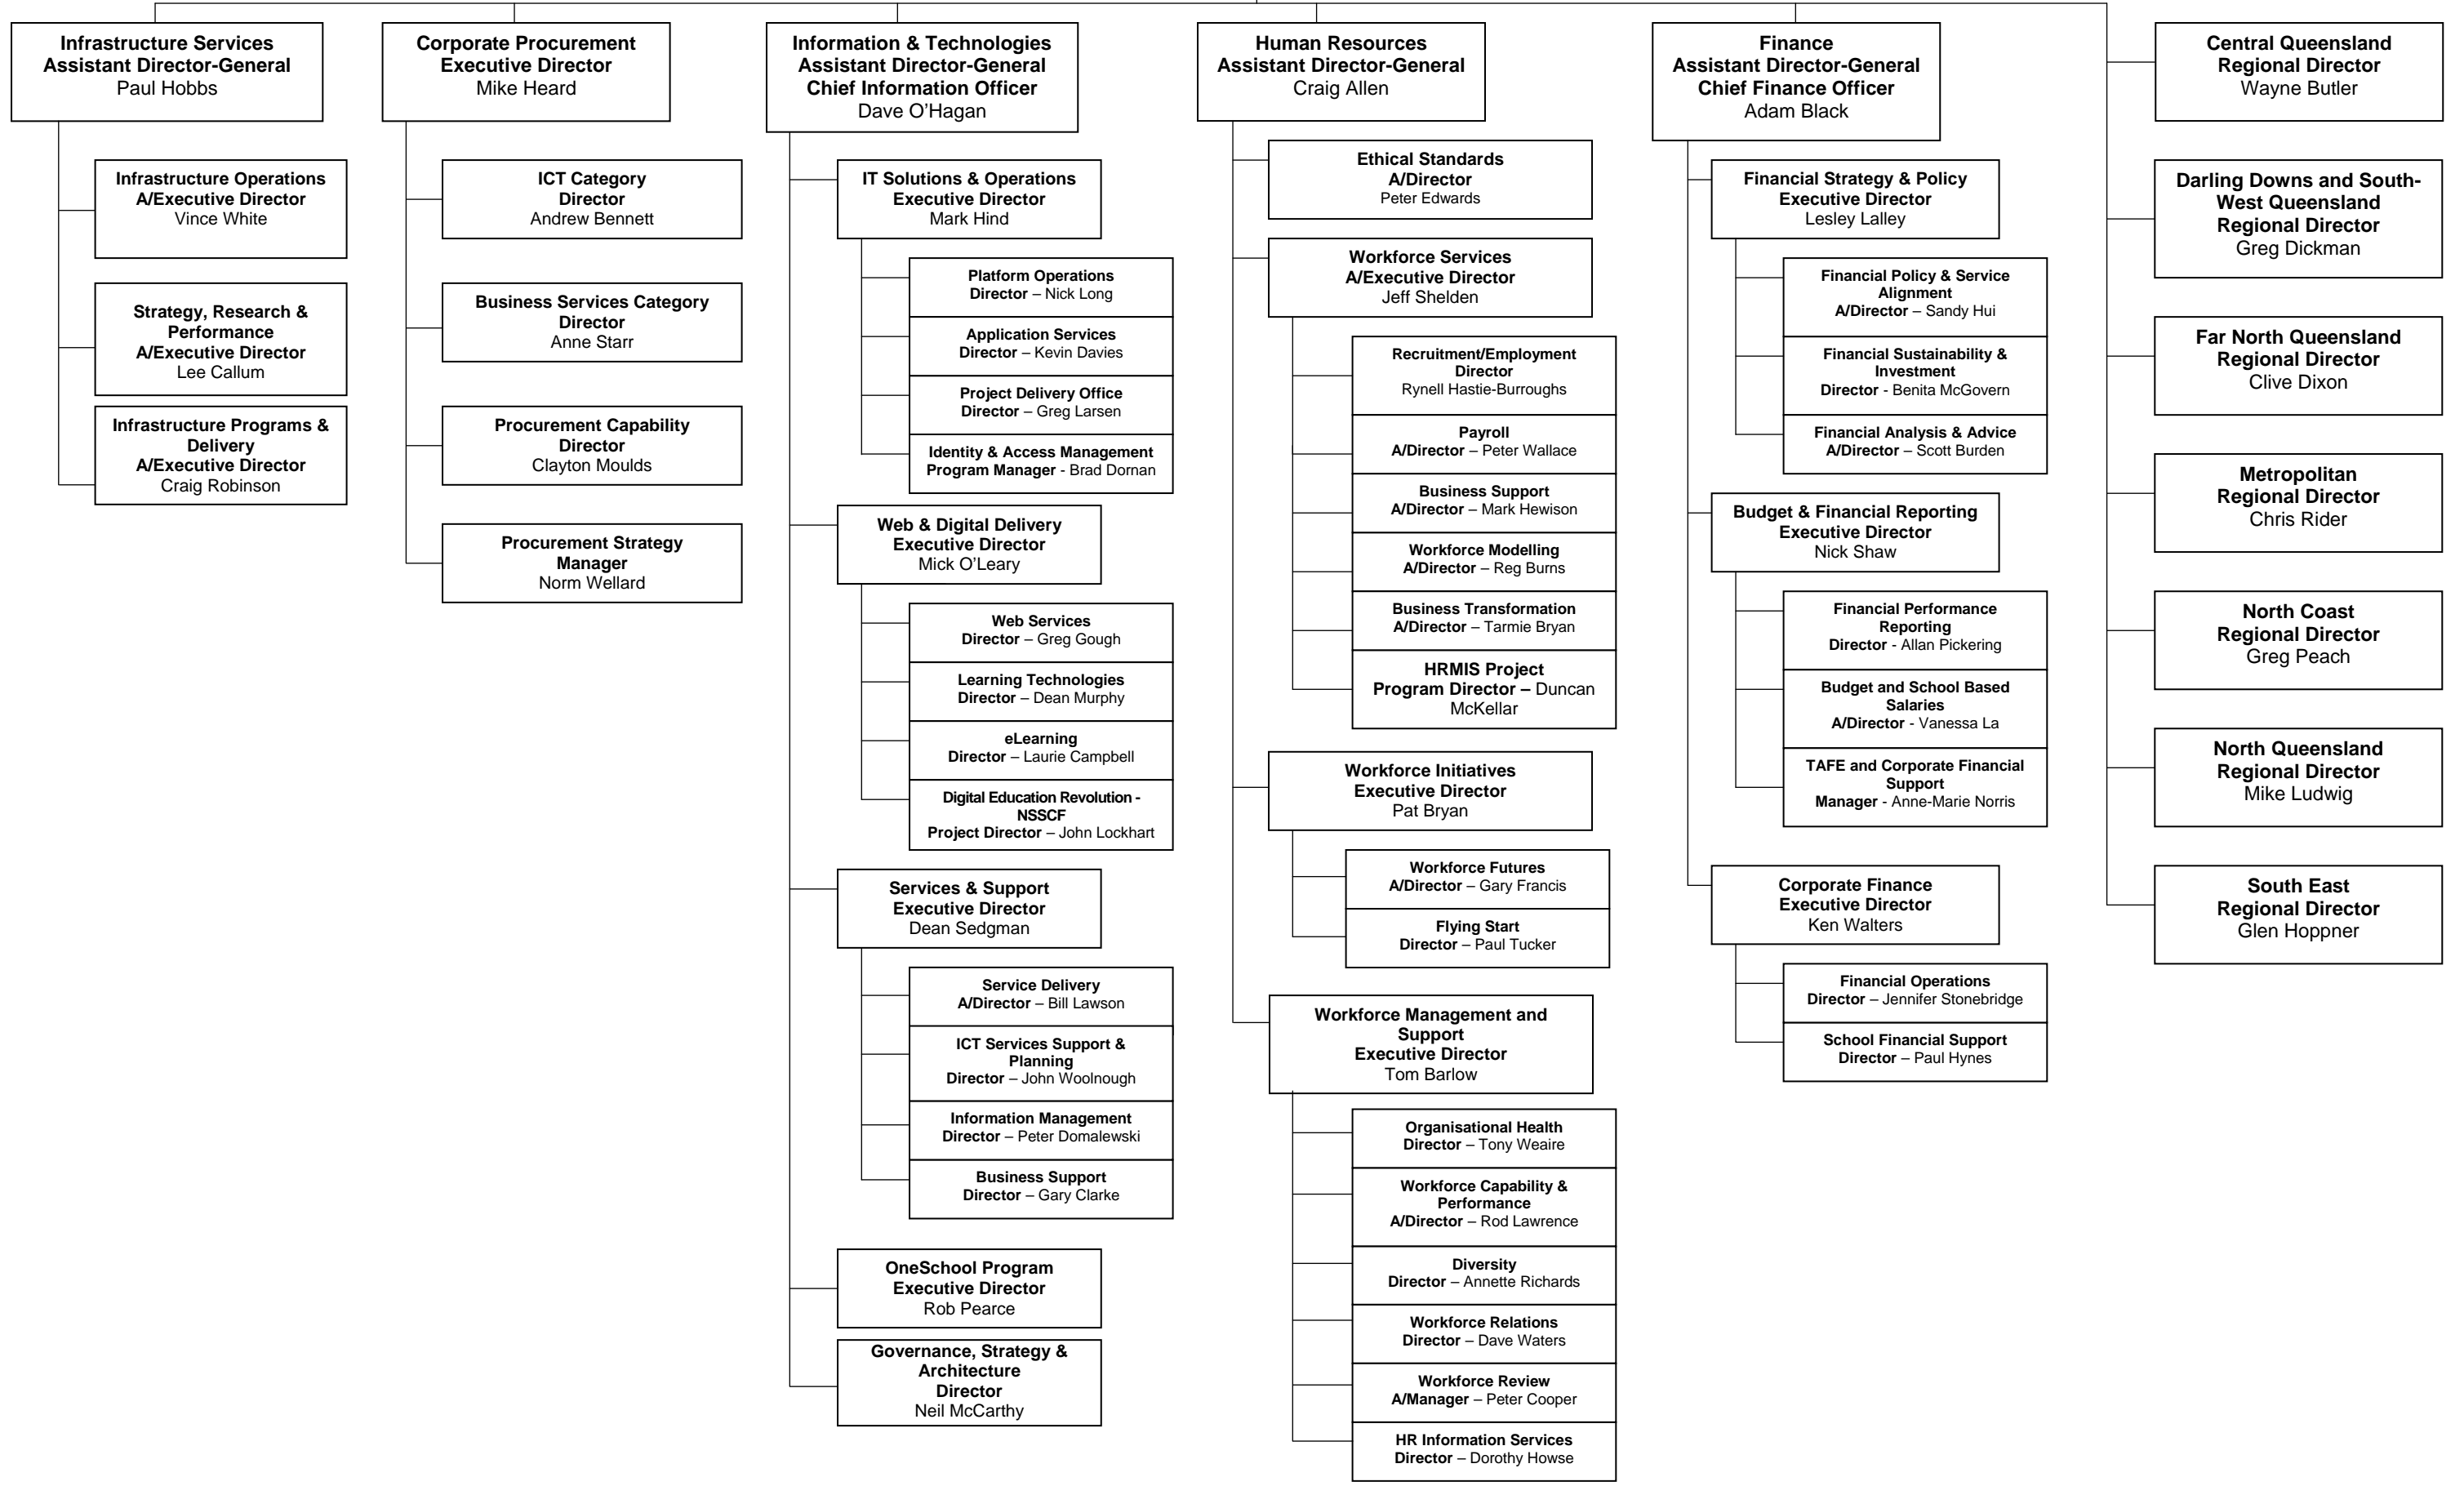 Infrastructure Services
Assistant Director-General
Paul Hobbs
Infrastructure Operations
A/Executive Director
Vince White
Strategy, Research &
Performance
A/Executive Director
Lee Callum
Infrastructure Programs &
Delivery
A/Executive Director
Craig Robinson
Corporate Procurement
Executive Director
Mike Heard
ICT Category
Director
Andrew Bennett
Business Services Category
Director
Anne Starr
Procurement Capability
Director
Clayton Moulds
Procurement Strategy
Manager
Norm Wellard
Information & Technologies
Assistant Director-General
Chief Information Officer
Dave O’Hagan
IT Solutions & Operations
Executive Director
Mark Hind
Platform Operations
Director – Nick Long
Application Services
Director – Kevin Davies
Project Delivery Office
Director – Greg Larsen
Identity & Access Management
Program Manager - Brad Dornan
Web & Digital Delivery
Executive Director
Mick O’Leary
Web Services
Director – Greg Gough
Learning Technologies
Director – Dean Murphy
eLearning
Director – Laurie Campbell
Digital Education Revolution -
NSSCF
Project Director – John Lockhart
Services & Support
Executive Director
Dean Sedgman
Service Delivery
A/Director – Bill Lawson
ICT Services Support &
Planning
Director – John Woolnough
Information Management
Director – Peter Domalewski
Business Support
Director – Gary Clarke
OneSchool Program
Executive Director
Rob Pearce
Governance, Strategy &
Architecture
Director
Neil McCarthy
Human Resources
Assistant Director-General
Craig Allen
Ethical Standards
A/Director
Peter Edwards
Workforce Services
A/Executive Director
Jeff Shelden
Recruitment/Employment
Director
Rynell Hastie-Burroughs
Payroll
A/Director – Peter Wallace
Business Support
A/Director – Mark Hewison
Workforce Modelling
A/Director – Reg Burns
Business Transformation
A/Director – Tarmie Bryan
HRMIS Project
Program Director – Duncan
McKellar
Workforce Initiatives
Executive Director
Pat Bryan
Workforce Futures
A/Director – Gary Francis
Flying Start
Director – Paul Tucker
Workforce Management and
Support
Executive Director
Tom Barlow
Organisational Health
Director – Tony Weaire
Workforce Capability &
Performance
A/Director – Rod Lawrence
Diversity
Director – Annette Richards
Workforce Relations
Director – Dave Waters
Workforce Review
A/Manager – Peter Cooper
HR Information Services
Director – Dorothy Howse
Finance
Assistant Director-General
Chief Finance Officer
Adam Black
Financial Strategy & Policy
Executive Director
Lesley Lalley
Financial Policy & Service
Alignment
A/Director – Sandy Hui
Financial Sustainability &
Investment
Director - Benita McGovern
Financial Analysis & Advice
A/Director – Scott Burden
Budget & Financial Reporting
Executive Director
Nick Shaw
Financial Performance
Reporting
Director - Allan Pickering
Budget and School Based
Salaries
A/Director - Vanessa La
TAFE and Corporate Financial
Support
Manager - Anne-Marie Norris
Corporate Finance
Executive Director
Ken Walters
Financial Operations
Director – Jennifer Stonebridge
School Financial Support
Director – Paul Hynes
Central Queensland
Regional Director
Wayne Butler
Darling Downs and South-
West Queensland
Regional Director
Greg Dickman
Far North Queensland
Regional Director
Clive Dixon
Metropolitan
Regional Director
Chris Rider
North Coast
Regional Director
Greg Peach
North Queensland
Regional Director
Mike Ludwig
South East
Regional Director
Glen Hoppner